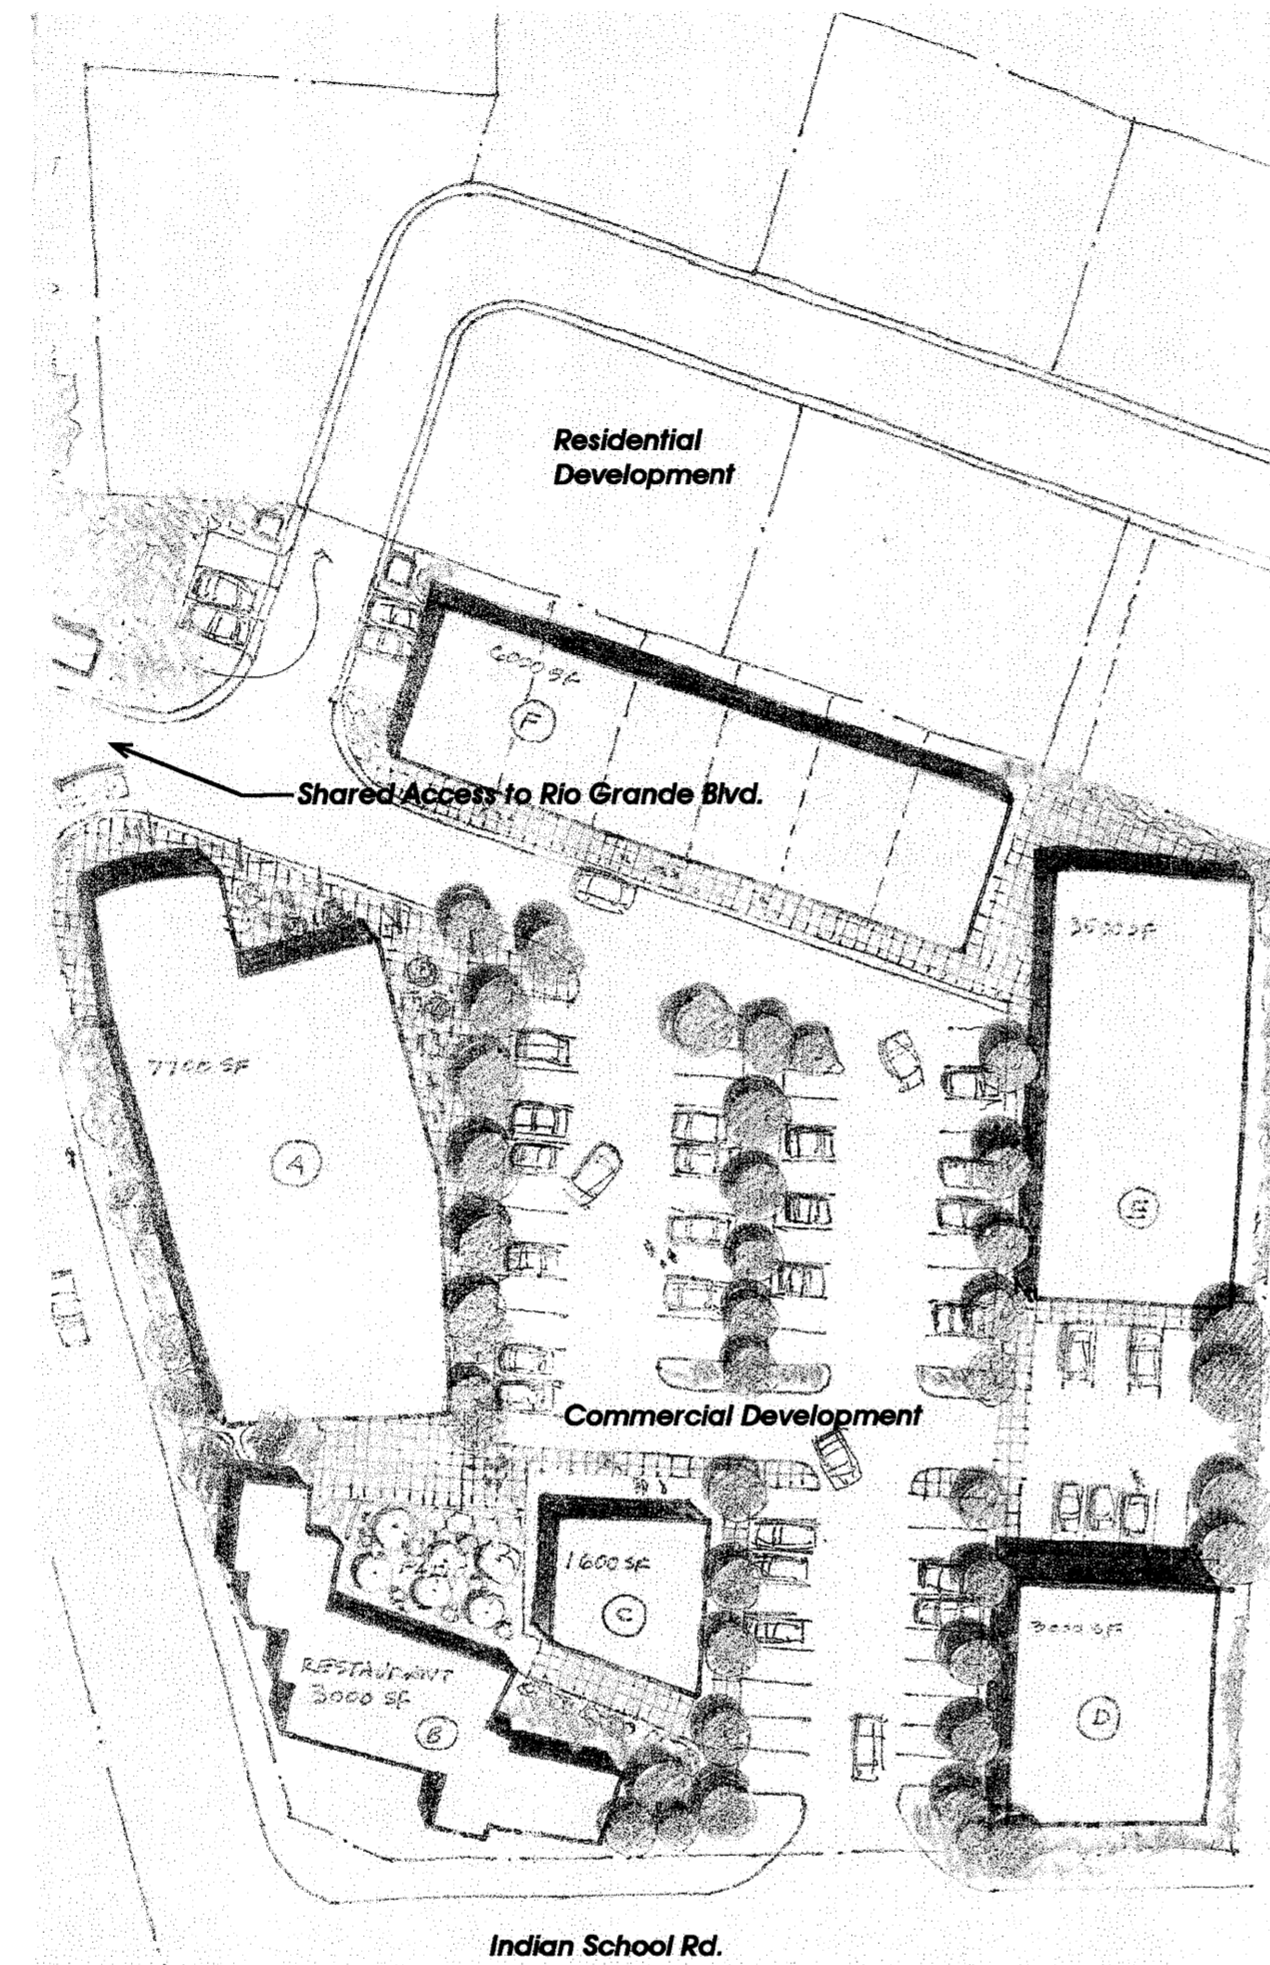 Residential
Development
6000 SF
F
Shared Access to Rio Grande Blvd.
3500 SF
7700 SF
A
E
Commercial Development
1600 SF
C
RESTAURANT
3000 SF
B
3000 SF
D
Indian School Rd.